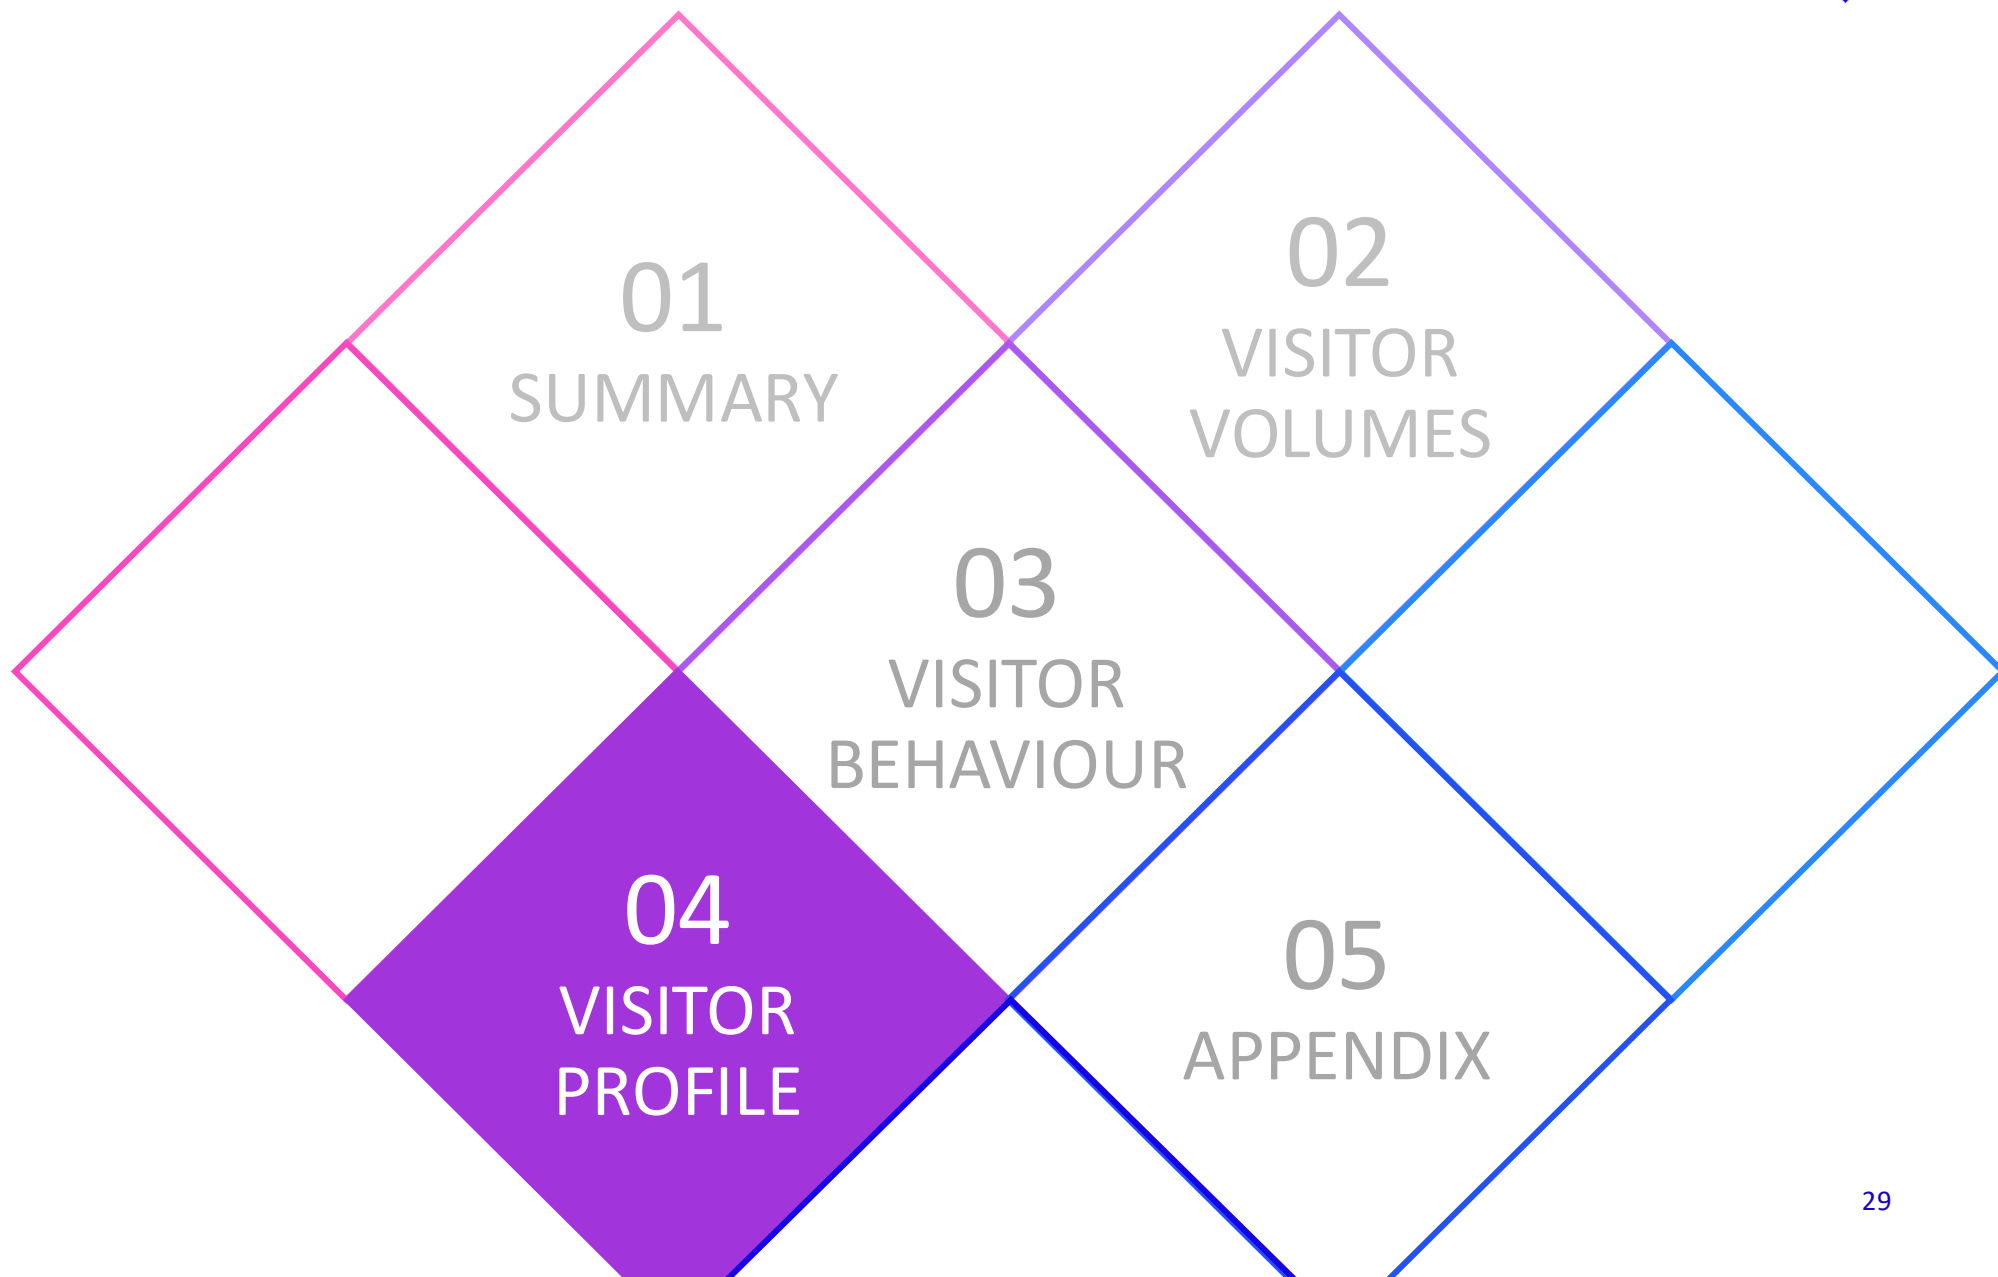 01
SUMMARY
02
VISITOR
VOLUMES
03
VISITOR
BEHAVIOUR
04
VISITOR
PROFILE
05
APPENDIX
29